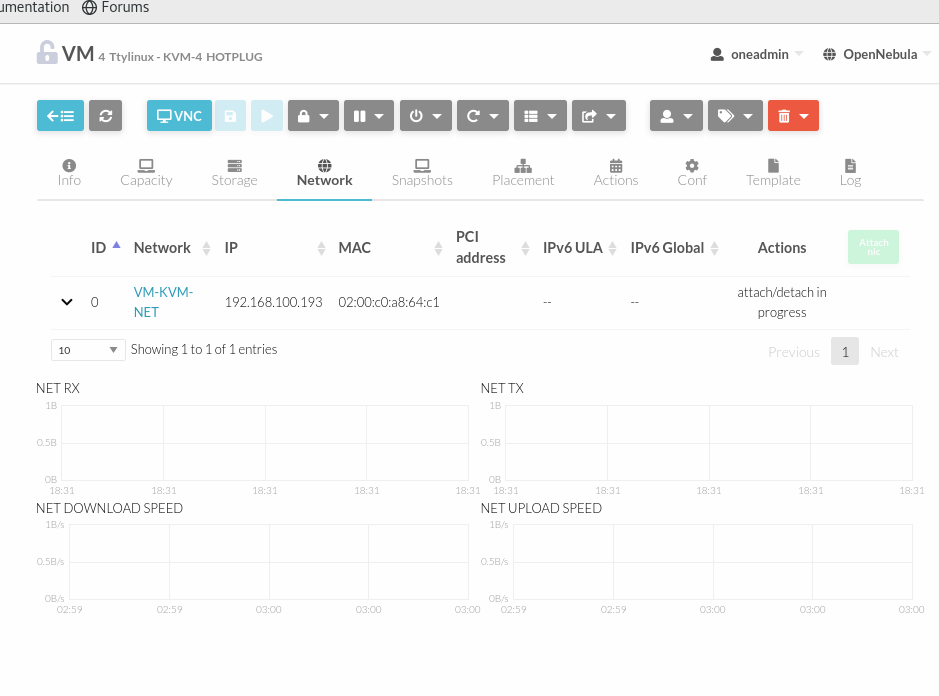 umentation Forums
VM 4 Ttylinux - KVM-4 HOTPLUG
oneadmin OpenNebula
VNC
Info Capacity Storage Network Snapshots Placement Actions Conf Template Log
ID Network IP MAC PCI address IPv6 ULA IPv6 Global Actions Attach nic
0 VM-KVM-NET 192.168.100.193 02:00:c0:a8:64:c1 -- -- attach/detach in progress
10 Showing 1 to 1 of 1 entries Previous 1 Next
NET RX
1B
0.5B
0B
18:31 18:31 18:31 18:31 18:31
NET TX
1B
0.5B
0B
18:31 18:31 18:31 18:31 18:31
NET DOWNLOAD SPEED
1B/s
0.5B/s
0B/s
02:59 02:59 03:00 03:00 03:00
NET UPLOAD SPEED
1B/s
0.5B/s
0B/s
02:59 02:59 03:00 03:00 03:00